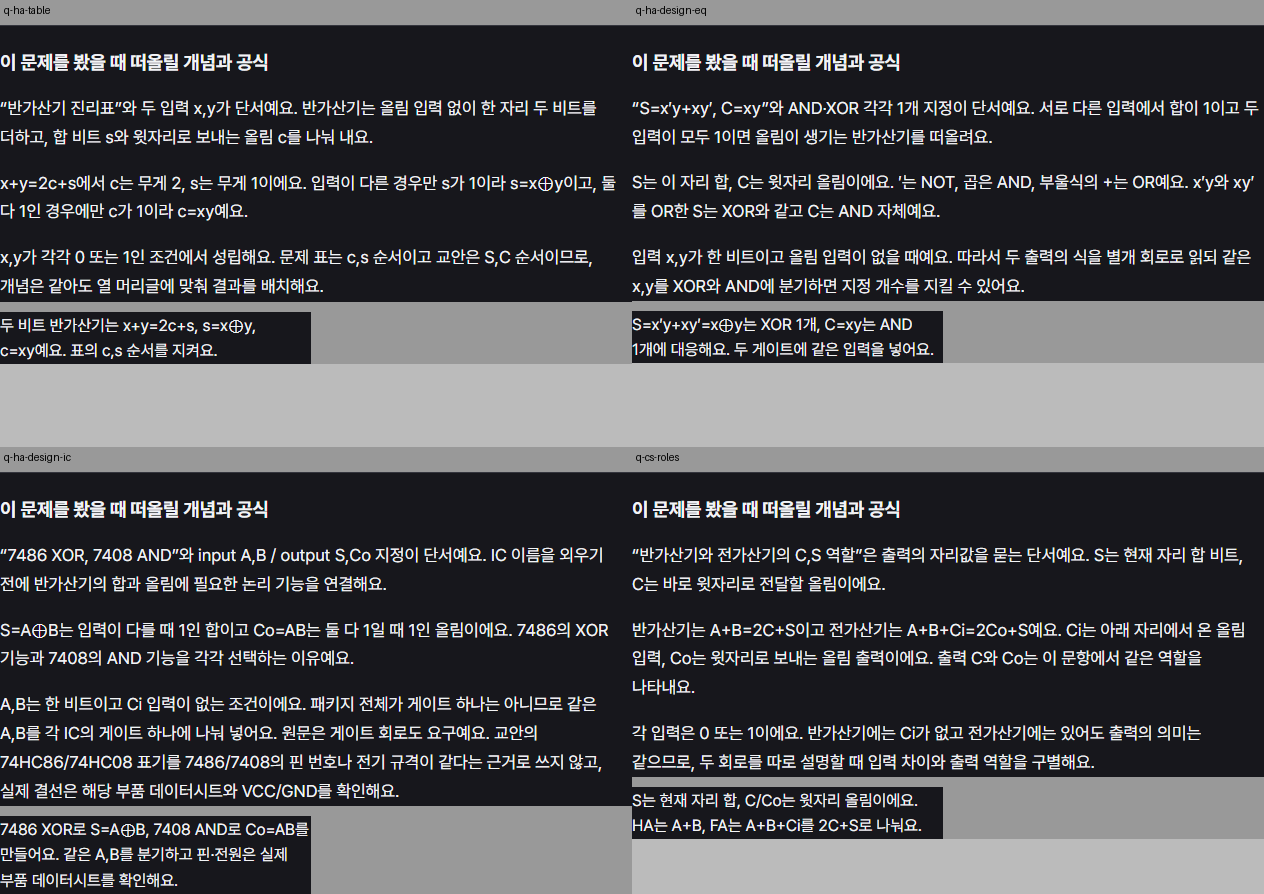 q-ha-table
이 문제를 봤을 때 떠올릴 개념과 공식
“반가산기 진리표”와 두 입력 x,y가 단서예요. 반가산기는 올림 입력 없이 한 자리 두 비트를
더하고, 합 비트 s와 윗자리로 보내는 올림 c를 나눠 내요.
x+y=2c+s에서 c는 무게 2, s는 무게 1이에요. 입력이 다른 경우만 s가 1이라 s=x⊕y이고, 둘
다 1인 경우에만 c가 1이라 c=xy예요.
x,y가 각각 0 또는 1인 조건에서 성립해요. 문제 표는 c,s 순서이고 교안은 S,C 순서이므로,
개념은 같아도 열 머리글에 맞춰 결과를 배치해요.
두 비트 반가산기는 x+y=2c+s, s=x⊕y,
c=xy예요. 표의 c,s 순서를 지켜요.
q-ha-design-eq
이 문제를 봤을 때 떠올릴 개념과 공식
“S=x′y+xy′, C=xy”와 AND·XOR 각각 1개 지정이 단서예요. 서로 다른 입력에서 합이 1이고 두
입력이 모두 1이면 올림이 생기는 반가산기를 떠올려요.
S는 이 자리 합, C는 윗자리 올림이에요. ′는 NOT, 곱은 AND, 부울식의 +는 OR예요. x′y와 xy′
를 OR한 S는 XOR와 같고 C는 AND 자체예요.
입력 x,y가 한 비트이고 올림 입력이 없을 때예요. 따라서 두 출력의 식을 별개 회로로 읽되 같은
x,y를 XOR와 AND에 분기하면 지정 개수를 지킬 수 있어요.
S=x′y+xy′=x⊕y는 XOR 1개, C=xy는 AND
1개에 대응해요. 두 게이트에 같은 입력을 넣어요.
q-ha-design-ic
이 문제를 봤을 때 떠올릴 개념과 공식
“7486 XOR, 7408 AND”와 input A,B / output S,Co 지정이 단서예요. IC 이름을 외우기
전에 반가산기의 합과 올림에 필요한 논리 기능을 연결해요.
S=A⊕B는 입력이 다를 때 1인 합이고 Co=AB는 둘 다 1일 때 1인 올림이에요. 7486의 XOR
기능과 7408의 AND 기능을 각각 선택하는 이유예요.
A,B는 한 비트이고 Ci 입력이 없는 조건이에요. 패키지 전체가 게이트 하나는 아니므로 같은
A,B를 각 IC의 게이트 하나에 나눠 넣어요. 원문은 게이트 회로도 요구예요. 교안의
74HC86/74HC08 표기를 7486/7408의 핀 번호나 전기 규격이 같다는 근거로 쓰지 않고,
실제 결선은 해당 부품 데이터시트와 VCC/GND를 확인해요.
7486 XOR로 S=A⊕B, 7408 AND로 Co=AB를
만들어요. 같은 A,B를 분기하고 핀·전원은 실제
부품 데이터시트를 확인해요.
q-cs-roles
이 문제를 봤을 때 떠올릴 개념과 공식
“반가산기와 전가산기의 C,S 역할”은 출력의 자리값을 묻는 단서예요. S는 현재 자리 합 비트,
C는 바로 윗자리로 전달할 올림이에요.
반가산기는 A+B=2C+S이고 전가산기는 A+B+Ci=2Co+S예요. Ci는 아래 자리에서 온 올림
입력, Co는 윗자리로 보내는 올림 출력이에요. 출력 C와 Co는 이 문항에서 같은 역할을
나타내요.
각 입력은 0 또는 1이에요. 반가산기에는 Ci가 없고 전가산기에는 있어도 출력의 의미는
같으므로, 두 회로를 따로 설명할 때 입력 차이와 출력 역할을 구별해요.
S는 현재 자리 합, C/Co는 윗자리 올림이에요.
HA는 A+B, FA는 A+B+Ci를 2C+S로 나눠요.